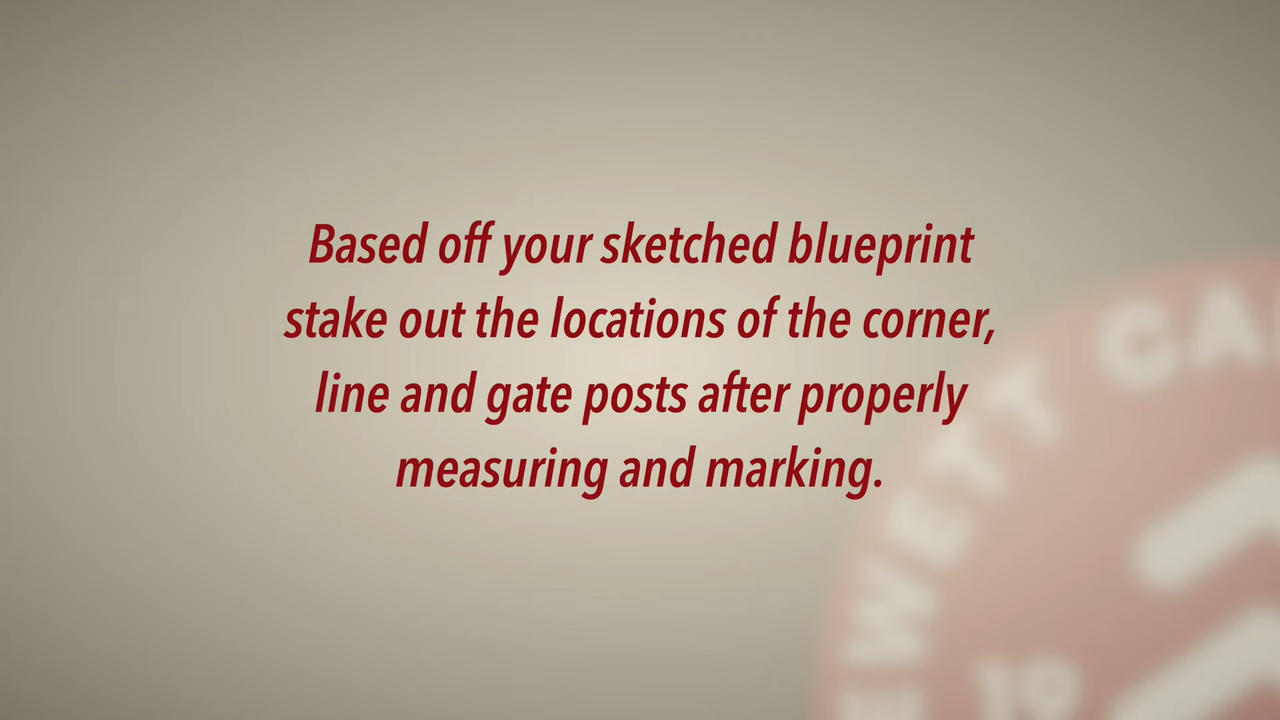 Based off your sketched blueprint
stake out the locations of the corner,
line and gate posts after properly
measuring and marking.